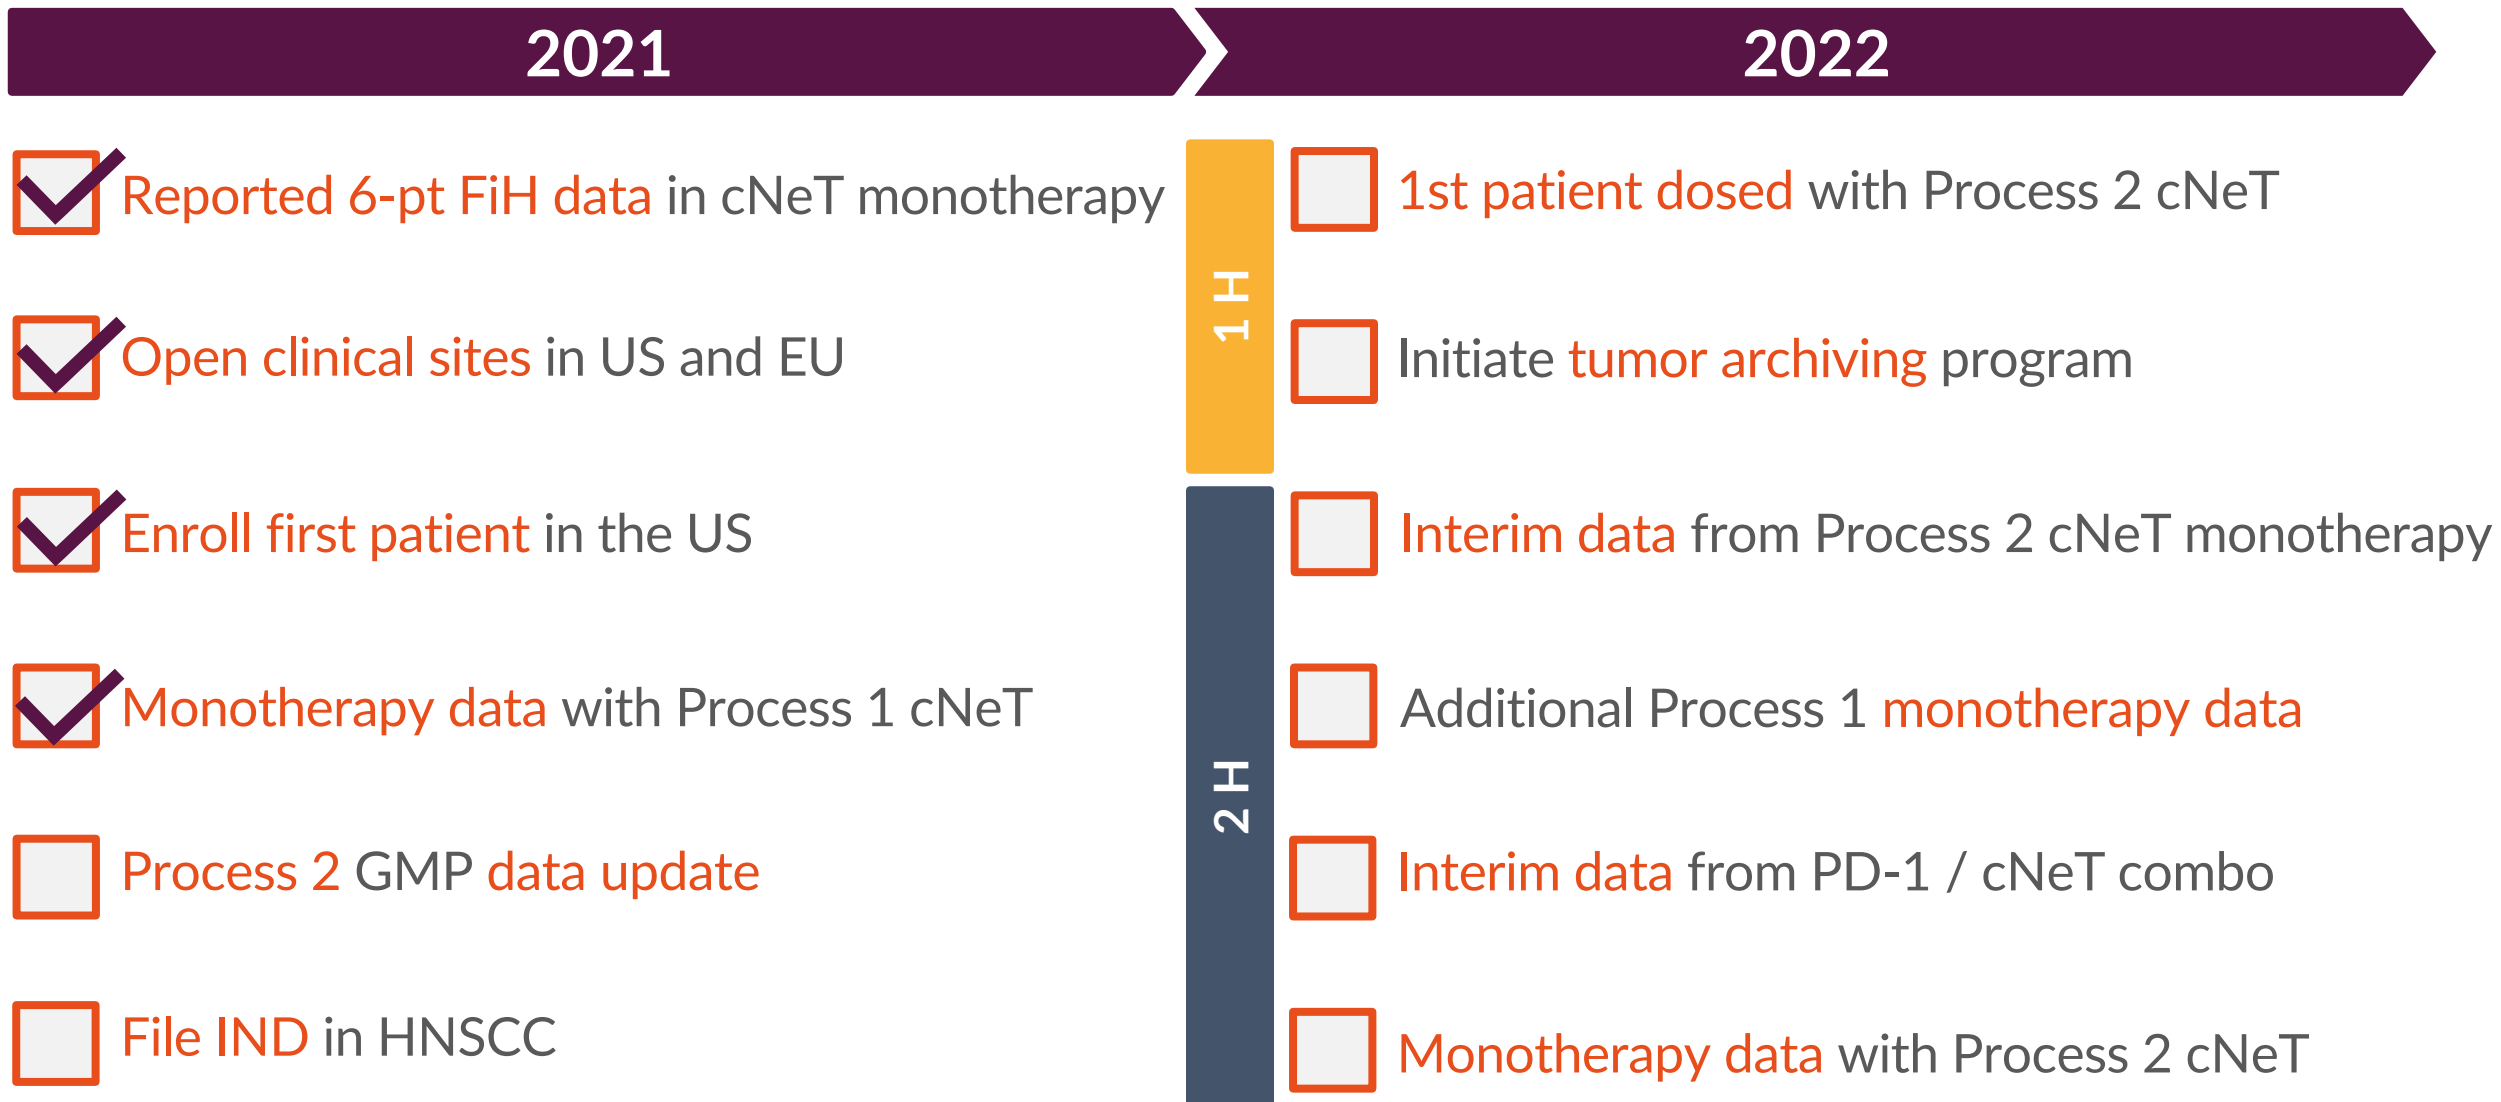 2021
2022
Reported 6-pt FIH data in cNeT monotherapy
Open clinical sites in US and EU
Enroll first patient in the US
Monotherapy data with Process 1 cNeT
Process 2 GMP data update
File IND in HNSCC
1 H
2 H
1st patient dosed with Process 2 cNeT
Initiate tumor archiving program
Interim data from Process 2 cNeT monotherapy
Additional Process 1 monotherapy data
Interim data from PD-1 / cNeT combo
Monotherapy data with Process 2 cNeT